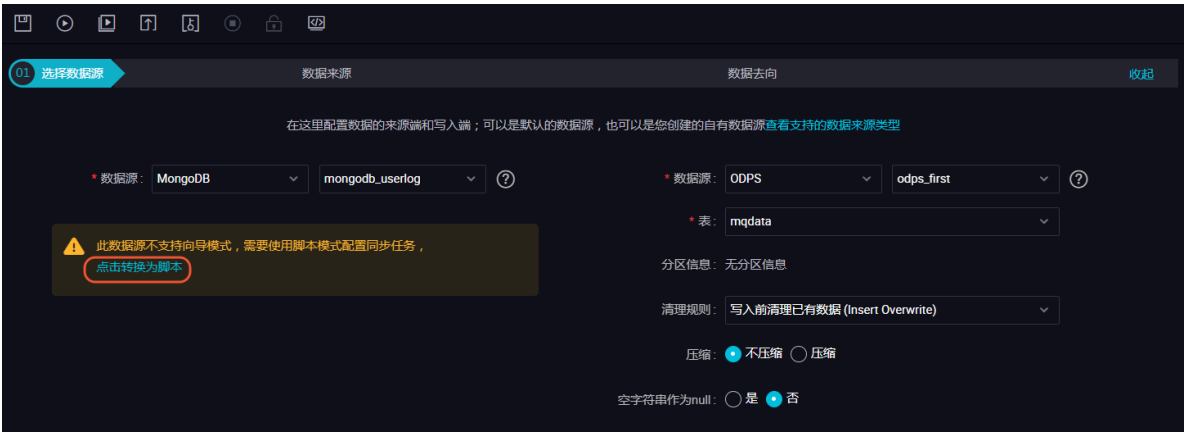 01 选择数据源 数据来源 数据去向 收起
在这里配置数据的来源端和写入端；可以是默认的数据源，也可以是您创建的自有数据源查看支持的数据来源类型
* 数据源： MongoDB mongodb_userlog ? * 数据源： ODPS odps_first ?
* 表： mqdata
此数据源不支持向导模式，需要使用脚本模式配置同步任务，
点击转换为脚本
分区信息： 无分区信息
清理规则： 写入前清理已有数据 (Insert Overwrite)
压缩： 不压缩 压缩
空字符串作为null： 是 否